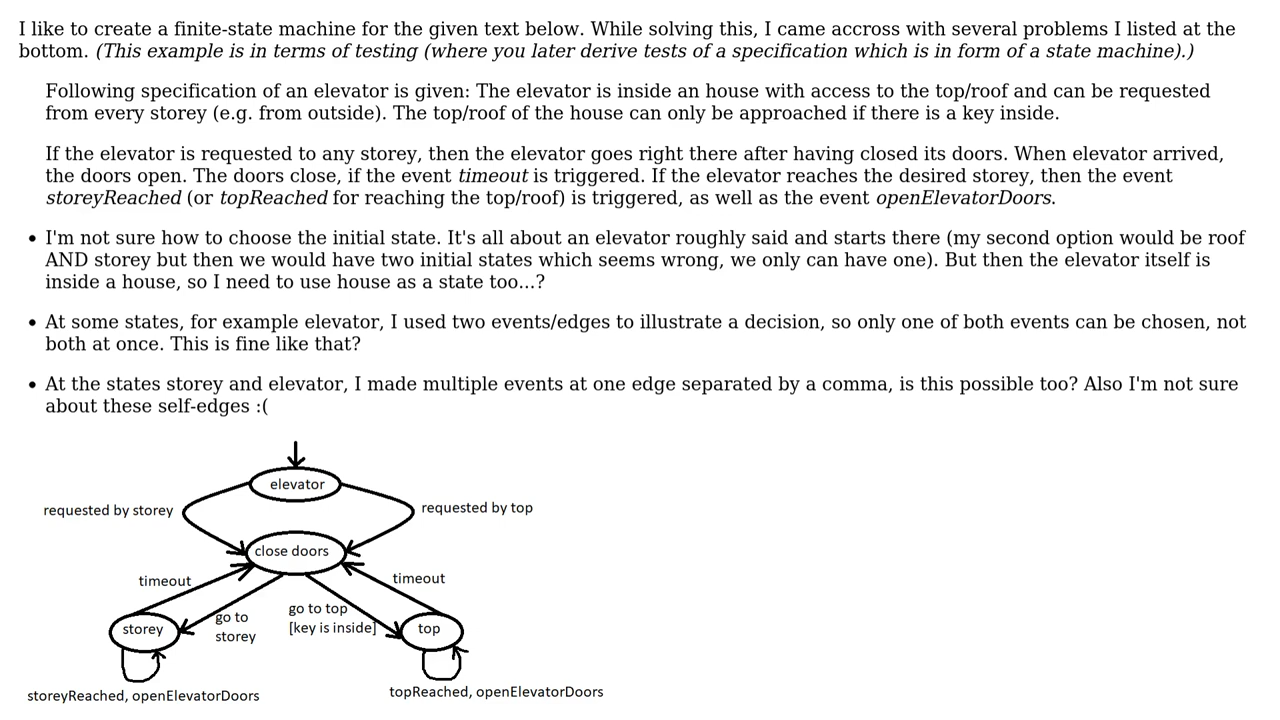 I like to create a finite-state machine for the given text below. While solving this, I came accross with several problems I listed at the
bottom. (This example is in terms of testing (where you later derive tests of a specification which is in form of a state machine).)
Following specification of an elevator is given: The elevator is inside an house with access to the top/roof and can be requested
from every storey (e.g. from outside). The top/roof of the house can only be approached if there is a key inside.
If the elevator is requested to any storey, then the elevator goes right there after having closed its doors. When elevator arrived,
the doors open. The doors close, if the event timeout is triggered. If the elevator reaches the desired storey, then the event
storeyReached (or topReached for reaching the top/roof) is triggered, as well as the event openElevatorDoors.
• I'm not sure how to choose the initial state. It's all about an elevator roughly said and starts there (my second option would be roof
AND storey but then we would have two initial states which seems wrong, we only can have one). But then the elevator itself is
inside a house, so I need to use house as a state too...?
• At some states, for example elevator, I used two events/edges to illustrate a decision, so only one of both events can be chosen, not
both at once. This is fine like that?
• At the states storey and elevator, I made multiple events at one edge separated by a comma, is this possible too? Also I'm not sure
about these self-edges :(
elevator
requested by storey
requested by top
close doors
timeout
timeout
go to
storey
go to top
[key is inside]
storey
top
storeyReached, openElevatorDoors
topReached, openElevatorDoors